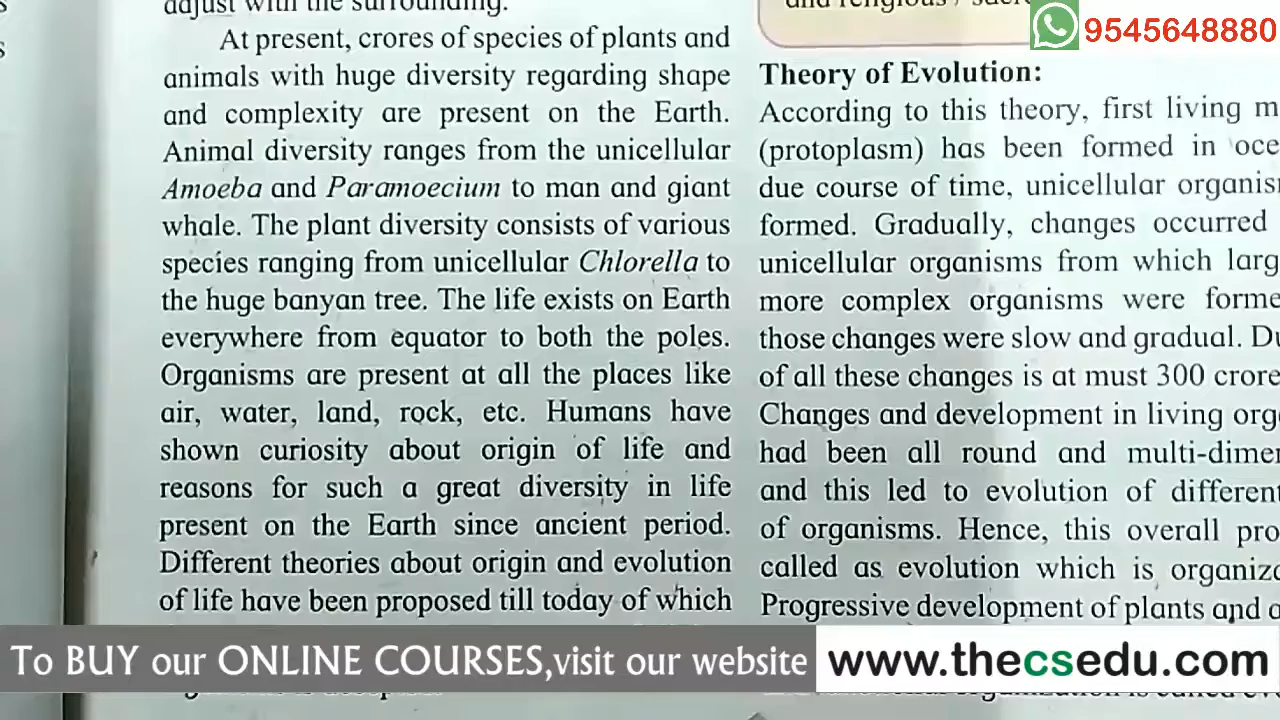 adjust with the surrounding.
At present, crores of species of plants and
animals with huge diversity regarding shape
and complexity are present on the Earth.
Animal diversity ranges from the unicellular
Amoeba and Paramoecium to man and giant
whale. The plant diversity consists of various
species ranging from unicellular Chlorella to
the huge banyan tree. The life exists on Earth
everywhere from equator to both the poles.
Organisms are present at all the places like
air, water, land, rock, etc. Humans have
shown curiosity about origin of life and
reasons for such a great diversity in life
present on the Earth since ancient period.
Different theories about origin and evolution
of life have been proposed till today of which
and religious
9545648880
Theory of Evolution:
According to this theory, first living m
(protoplasm) has been formed in oce
due course of time, unicellular organis
formed. Gradually, changes occurred
unicellular organisms from which larg
more complex organisms were forme
those changes were slow and gradual. Du
of all these changes is at must 300 crore
Changes and development in living org
had been all round and multi-dimen
and this led to evolution of different
of organisms. Hence, this overall pro
called as evolution which is organiza
Progressive development of plants and a
To BUY our ONLINE COURSES,visit our website
www.thecsedu.com